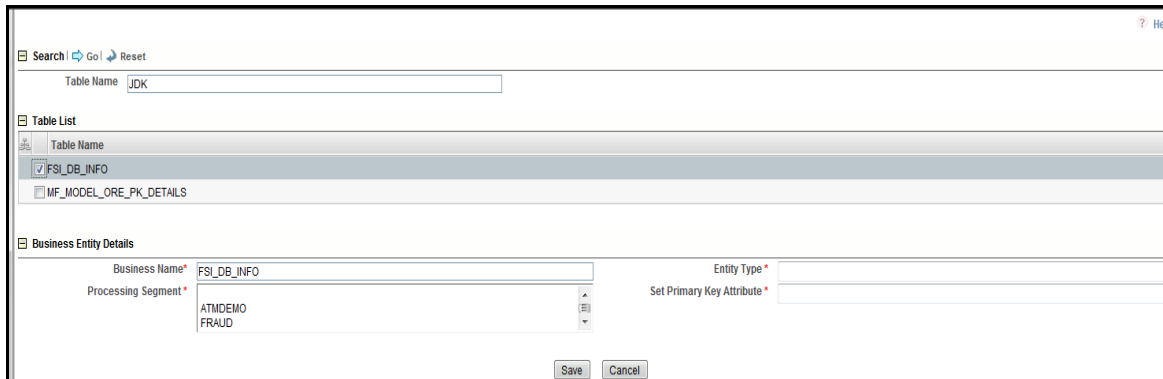 ? He
Search | Go | Reset
Table Name JDK
Table List
Table Name
FSI_DB_INFO
MF_MODEL_ORE_PK_DETAILS
Business Entity Details
Business Name* FSI_DB_INFO Entity Type *
Processing Segment * Set Primary Key Attribute *
ATMDEMO
FRAUD
Save Cancel